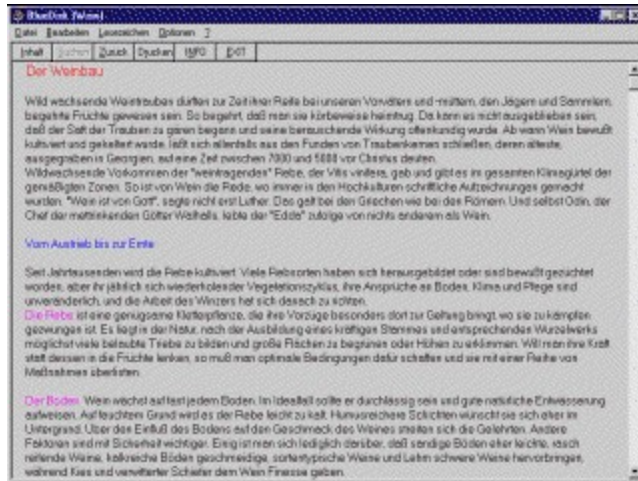 BlueDisk [Wein]
Datei Bearbeiten Lesezeichen Optionen ?
Inhalt Suchen Zurück Drucken INFO EXIT
Der Weinbau
Wild wachsende Weintrauben dürften zur Zeit ihrer Reife bei unseren Vorvätern und -müttern, den Jägern und Sammlern,
begehrte Früchte gewesen sein. So begehrt, daß man sie körbeweise heimtrug. Da kann es nicht ausgeblieben sein,
daß der Saft der Trauben zu gären begann und seine berauschende Wirkung offenkundig wurde. Ab wann Wein bewußt
kultiviert und gekeltert wurde, läßt sich allenfalls aus den Funden von Traubenkernen schließen, deren älteste,
ausgegraben in Georgien, auf eine Zeit zwischen 7000 und 5000 vor Christus deuten.
Wildwachsende Vorkommen der "weintragenden" Rebe, der Vitis vinifera, gab und gibt es im gesamten Klimagürtel der
gemäßigten Zonen. So ist von Wein die Rede, wo immer in den Hochkulturen schriftliche Aufzeichnungen gemacht
wurden. "Wein ist von Gott", sagte nicht erst Luther. Das galt bei den Griechen wie bei den Römern. Und selbst Odin, der
Chef der mettrinkenden Götter Walhalls, lebte der "Edda" zufolge von nichts anderem als Wein.
Vom Austrieb bis zur Ernte
Seit Jahrtausenden wird die Rebe kultiviert. Viele Rebsorten haben sich herausgebildet oder sind bewußt gezüchtet
worden, aber ihr jährlich sich wiederholender Vegetationszyklus, ihre Ansprüche an Boden, Klima und Pflege sind
unveränderlich, und die Arbeit des Winzers hat sich danach zu richten.
Die Rebe ist eine genügsame Kletterpflanze, die ihre Vorzüge besonders dort zur Geltung bringt, wo sie zu kämpfen
gezwungen ist. Es liegt in der Natur, nach der Ausbildung eines kräftigen Stammes und entsprechenden Wurzelwerks
möglichst viele belaubte Triebe zu bilden und große Flächen zu begrünen oder Höhen zu erklimmen. Will man ihre Kraft
statt dessen in die Früchte lenken, so muß man optimale Bedingungen dafür schaffen und sie mit einer Reihe von
Maßnahmen überlisten.
Der Boden Wein wächst auf fast jedem Boden. Im Idealfall sollte er durchlässig sein und gute natürliche Entwässerung
aufweisen. Auf feuchtem Grund wird es der Rebe leicht zu kalt. Humusreichere Schichten wünscht sie sich eher im
Untergrund. Über den Einfluß des Bodens auf den Geschmack des Weines streiten sich die Gelehrten. Andere
Faktoren sind mit Sicherheit wichtiger. Einig ist man sich lediglich darüber, daß sandige Böden eher leichte, rasch
reifende Weine, kalkreiche Böden geschmeidige, sortentypische Weine und Lehm schwere Weine hervorbringen,
während Kies und verwitterter Schiefer dem Wein Finesse geben.